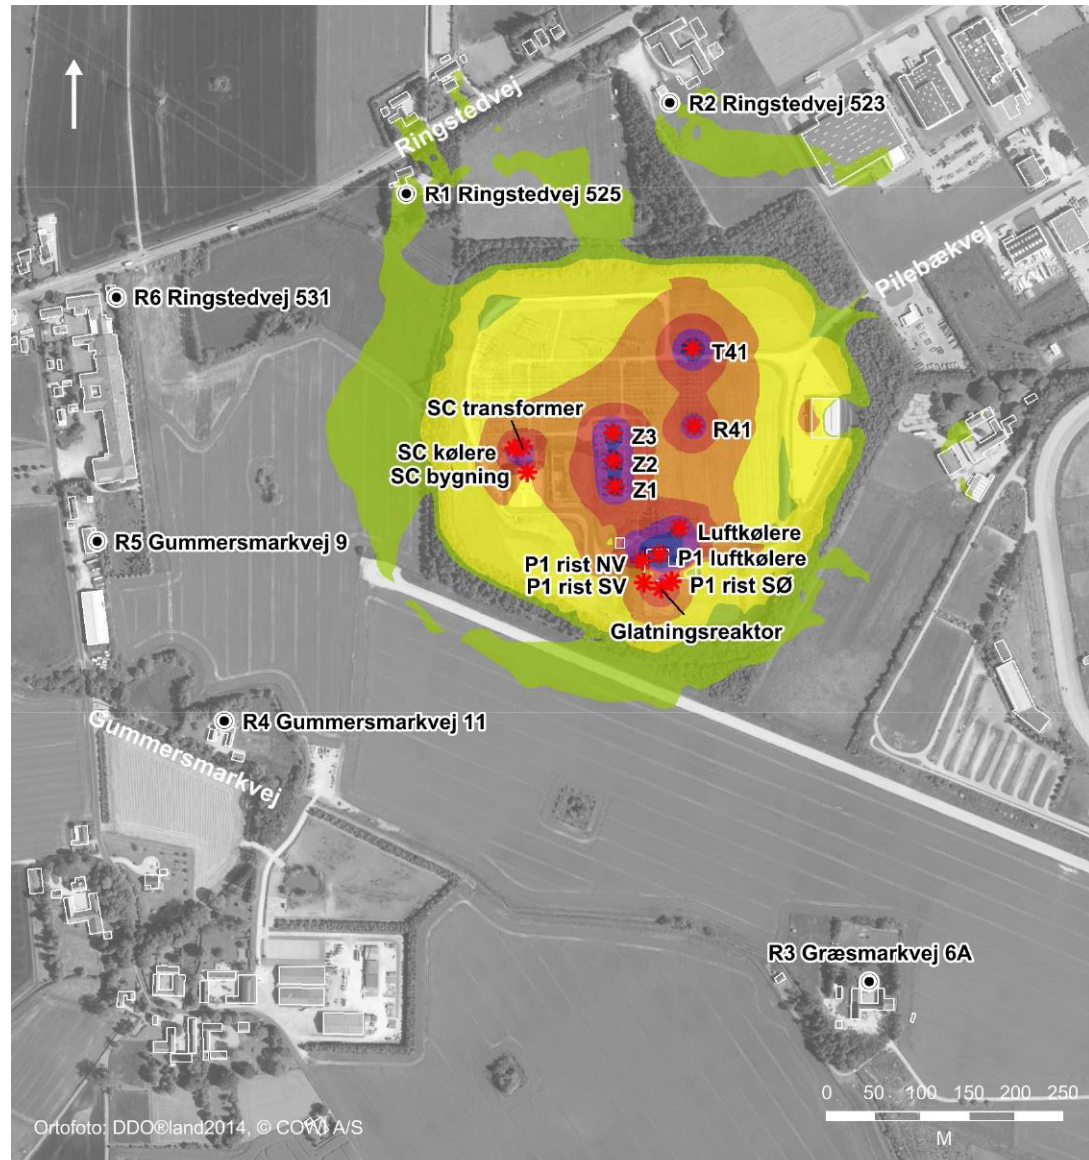 Ringstedvej
R2 Ringstedvej 523
R1 Ringstedvej 525
Pilebækvej
R6 Ringstedvej 531
T41
SC transformer
R41
Z3
SC kølere
Z2
SC bygning
Z1
Luftkølere
R5 Gummersmarkvej 9
P1 luftkølere
P1 rist NV
P1 rist SV
P1 rist SØ
Glatningsreaktor
R4 Gummersmarkvej 11
Gummersmarkvej
R3 Græsmarkvej 6A
0 50 100 150 200 250
M
Ortofoto: DDO®land2014, © COWI A/S